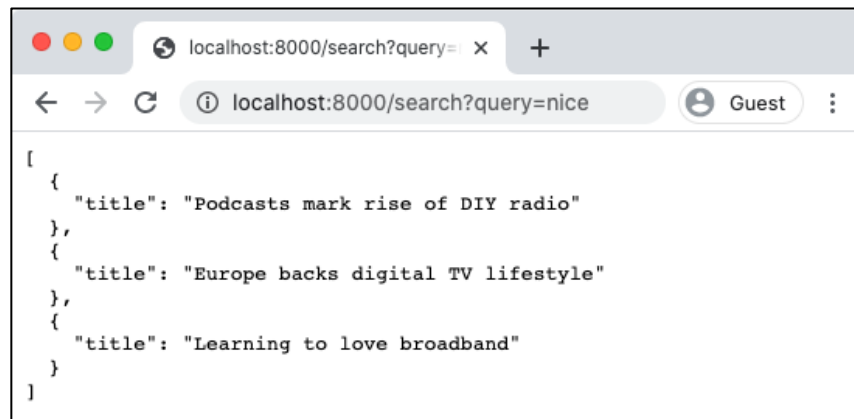 localhost:8000/search?query=
localhost:8000/search?query=nice
Guest
[
{
"title": "Podcasts mark rise of DIY radio"
},
{
"title": "Europe backs digital TV lifestyle"
},
{
"title": "Learning to love broadband"
}
]